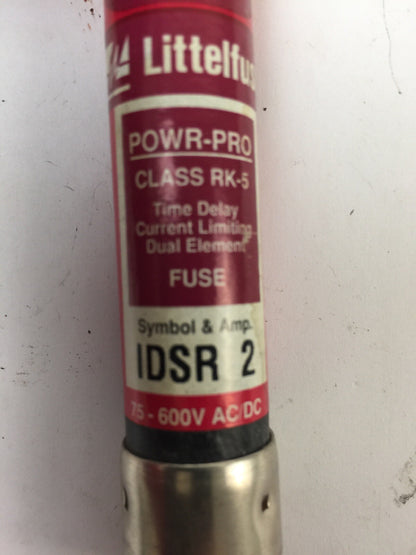 Littelfus
POWR-PRO
CLASS RK-5
Time Delay
Current Limiting
Dual Element
FUSE
Symbol & Amp.
IDSR 2
75-600V AC/DC